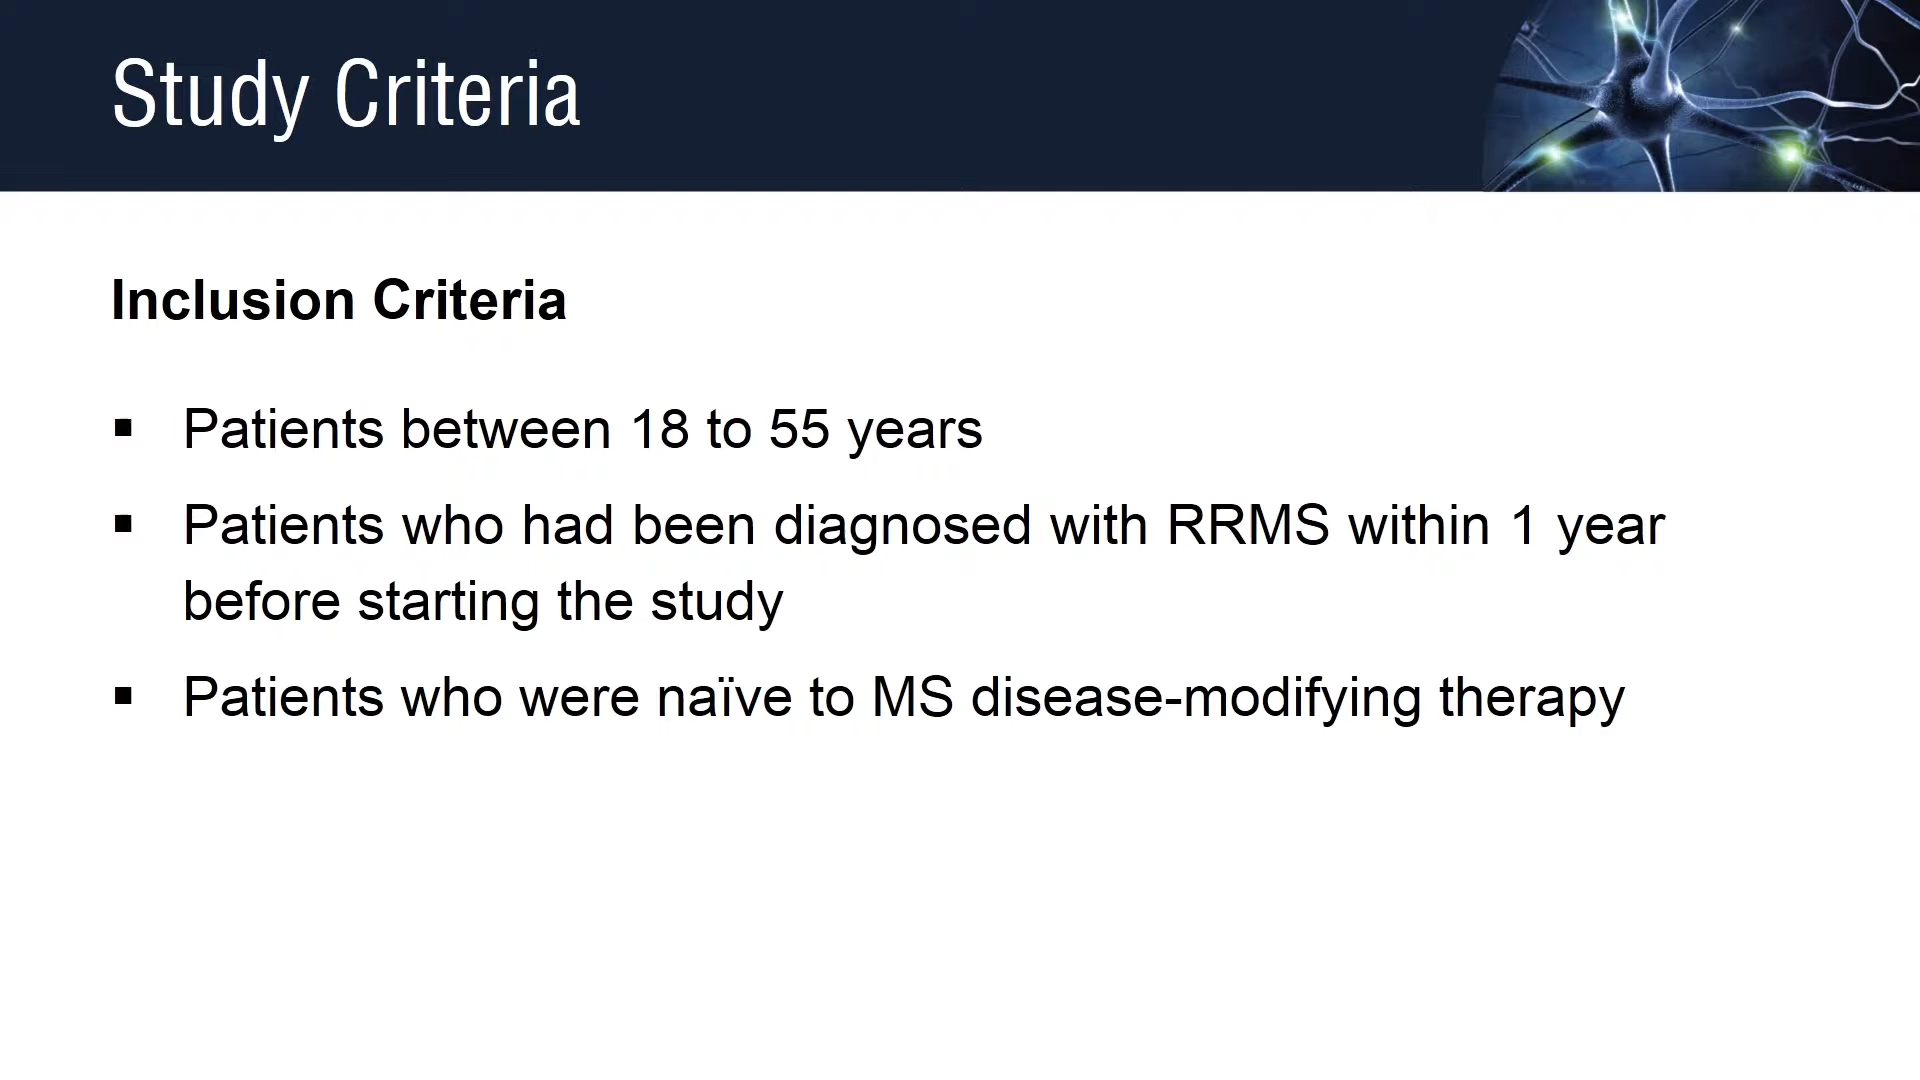 Study Criteria
Inclusion Criteria
▪ Patients between 18 to 55 years
▪ Patients who had been diagnosed with RRMS within 1 year
before starting the study
▪ Patients who were naïve to MS disease-modifying therapy